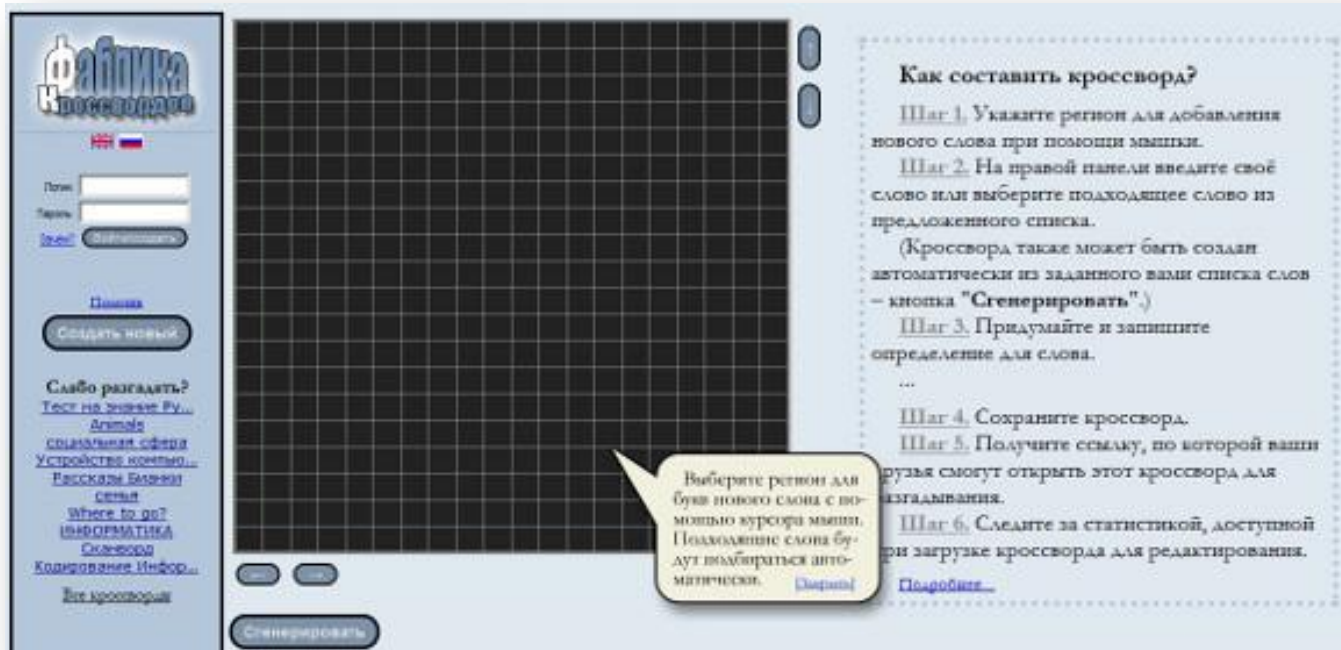 Фабрика
Кроссвордов
Логин
Пароль
Помощь
Создать новый
Слабо разгадать?
Тест на знание Ру...
Animals
социальная сфера
Устройство компью...
Рассказы Бианки
семья
Where to go?
ИНФОРМАТИКА
Сканворд
Кодирование Инфор...
Все кроссворды
Сгенерировать
Выберите регион для
букв нового слова с по-
мощью курсора мыши.
Подходящие слова бу-
дут подбираться авто-
матически.
[Закрыть]
Как составить кроссворд?
Шаг 1. Укажите регион для добавления
нового слова при помощи мышки.
Шаг 2. На правой панели введите своё
слово или выберите подходящее слово из
предложенного списка.
(Кроссворд также может быть создан
автоматически из заданного вами списка слов
– кнопка "Сгенерировать".)
Шаг 3. Придумайте и запишите
определение для слова.
...
Шаг 4. Сохраните кроссворд.
Шаг 5. Получите ссылку, по которой ваши
друзья смогут открыть этот кроссворд для
разгадывания.
Шаг 6. Следите за статистикой, доступной
при загрузке кроссворда для редактирования.
Подробнее...